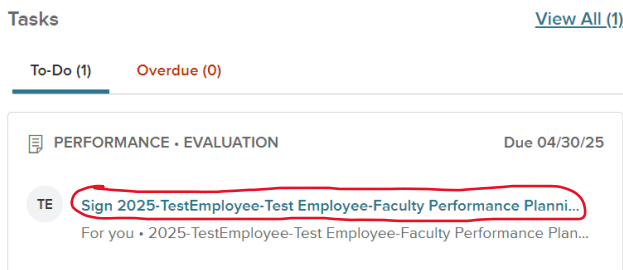 Tasks View All (1)
To-Do (1) Overdue (0)
PERFORMANCE • EVALUATION Due 04/30/25
TE Sign 2025-TestEmployee-Test Employee-Faculty Performance Planni...
For you • 2025-TestEmployee-Test Employee-Faculty Performance Plan...